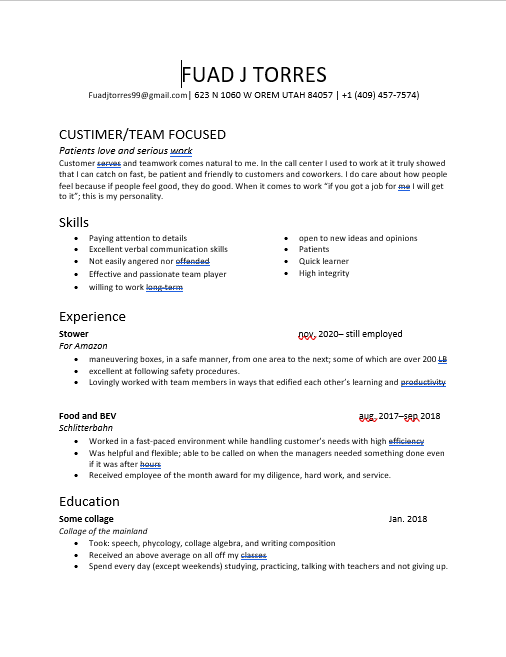 FUAD J TORRES
Fuadjtorres99@gmail.com| 623 N 1060 W OREM UTAH 84057 | +1 (409) 457-7574)
CUSTIMER/TEAM FOCUSED
Patients love and serious work
Customer serves and teamwork comes natural to me. In the call center I used to work at it truly showed
that I can catch on fast, be patient and friendly to customers and coworkers. I do care about how people
feel because if people feel good, they do good. When it comes to work “if you got a job for me I will get
to it”; this is my personality.
Skills
• Paying attention to details
• Excellent verbal communication skills
• Not easily angered nor offended
• Effective and passionate team player
• willing to work long-term
• open to new ideas and opinions
• Patients
• Quick learner
• High integrity
Experience
Stower nov. 2020– still employed
For Amazon
• maneuvering boxes, in a safe manner, from one area to the next; some of which are over 200 LB
• excellent at following safety procedures.
• Lovingly worked with team members in ways that edified each other’s learning and productivity
Food and BEV aug. 2017–sep 2018
Schlitterbahn
• Worked in a fast-paced environment while handling customer’s needs with high efficiency
• Was helpful and flexible; able to be called on when the managers needed something done even
if it was after hours
• Received employee of the month award for my diligence, hard work, and service.
Education
Some collage Jan. 2018
Collage of the mainland
• Took: speech, phycology, collage algebra, and writing composition
• Received an above average on all off my classes
• Spend every day (except weekends) studying, practicing, talking with teachers and not giving up.